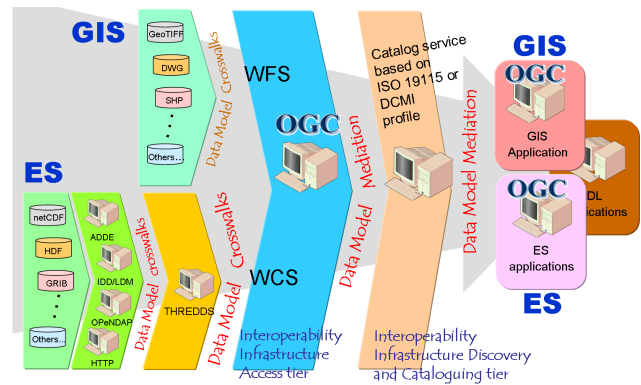 GIS
GeoTIFF
DWG
SHP
Others...
Data Model Crosswalks
WFS
OGC
WCS
Interoperability
Infrastructure
Access tier
ES
netCDF
HDF
GRIB
Others...
ADDE
IDD/LDM
OPeNDAP
HTTP
Data Model crosswalks
THREDDS
Data Model Crosswalks
Data Model Mediation
Catalog service
based on
ISO 19115 or
DCMI
profile
Interoperability
Infrastructure Discovery
and Cataloguing tier
Data Model Mediation
GIS
OGC
GIS
Application
DL
OGC
ES
applications
ES